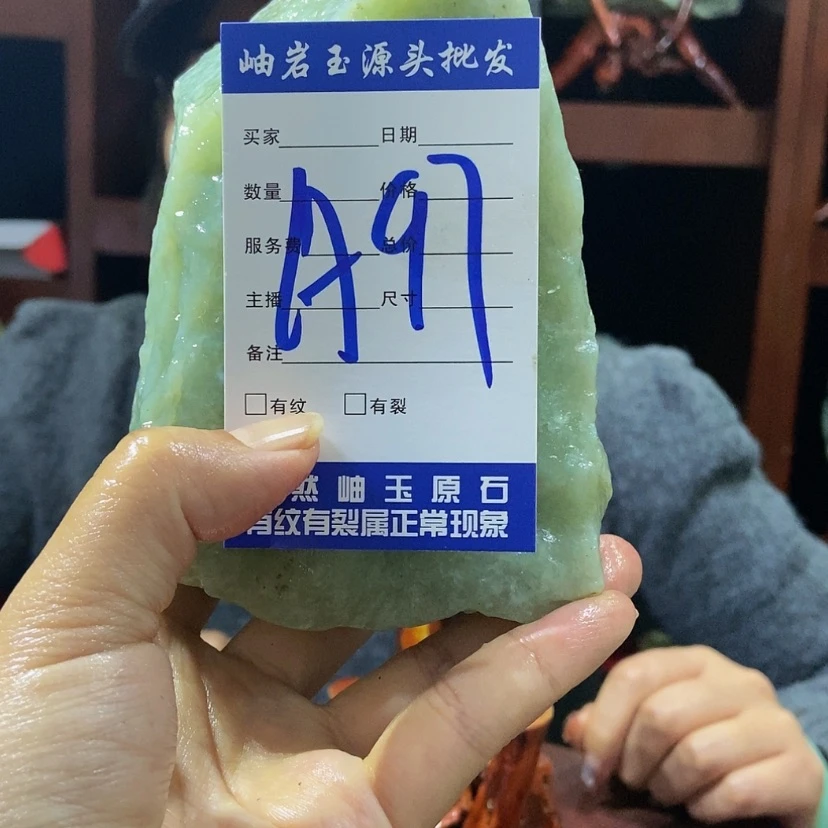 岫岩玉源头批发
买家 日期
数量 价格
服务费 总价
主播 尺寸
备注
A97
□有纹 □有裂
然岫玉原石
有纹有裂属正常现象